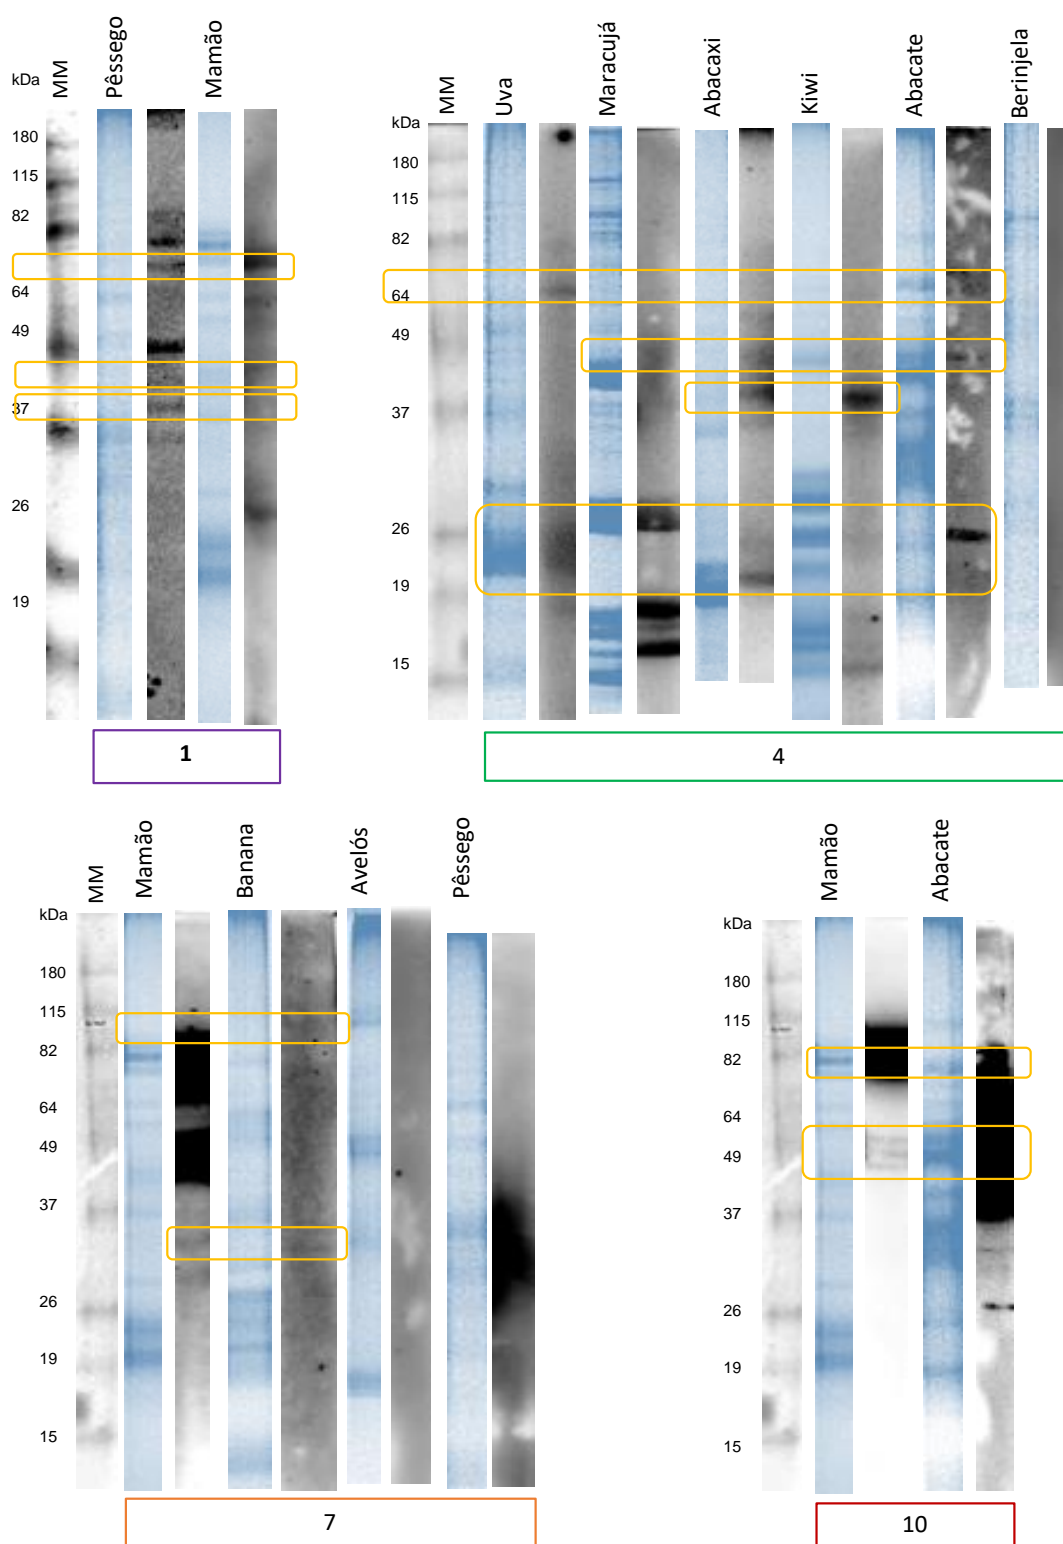 kDa
MM
Pêssego
Mamão
180
115
82
64
49
37
26
19
1
kDa
MM
Uva
Maracujá
Abacaxi
Kiwi
Abacate
Berinjela
180
115
82
64
49
37
26
19
15
4
kDa
MM
Mamão
Banana
Avelós
Pêssego
180
115
82
64
49
37
26
19
15
7
kDa
Mamão
Abacate
180
115
82
64
49
37
26
19
15
10